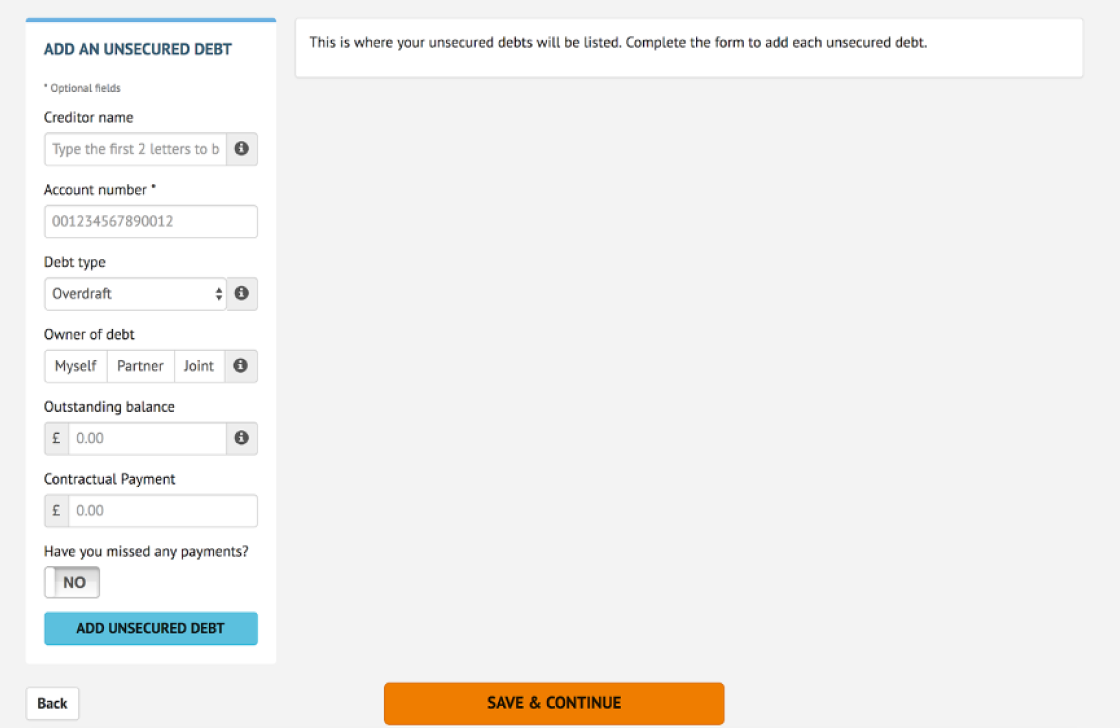 ADD AN UNSECURED DEBT
* Optional fields
Creditor name
Type the first 2 letters to b
Account number *
001234567890012
Debt type
Overdraft
Owner of debt
Myself Partner Joint
Outstanding balance
£ 0.00
Contractual Payment
£ 0.00
Have you missed any payments?
NO
ADD UNSECURED DEBT
This is where your unsecured debts will be listed. Complete the form to add each unsecured debt.
Back
SAVE & CONTINUE